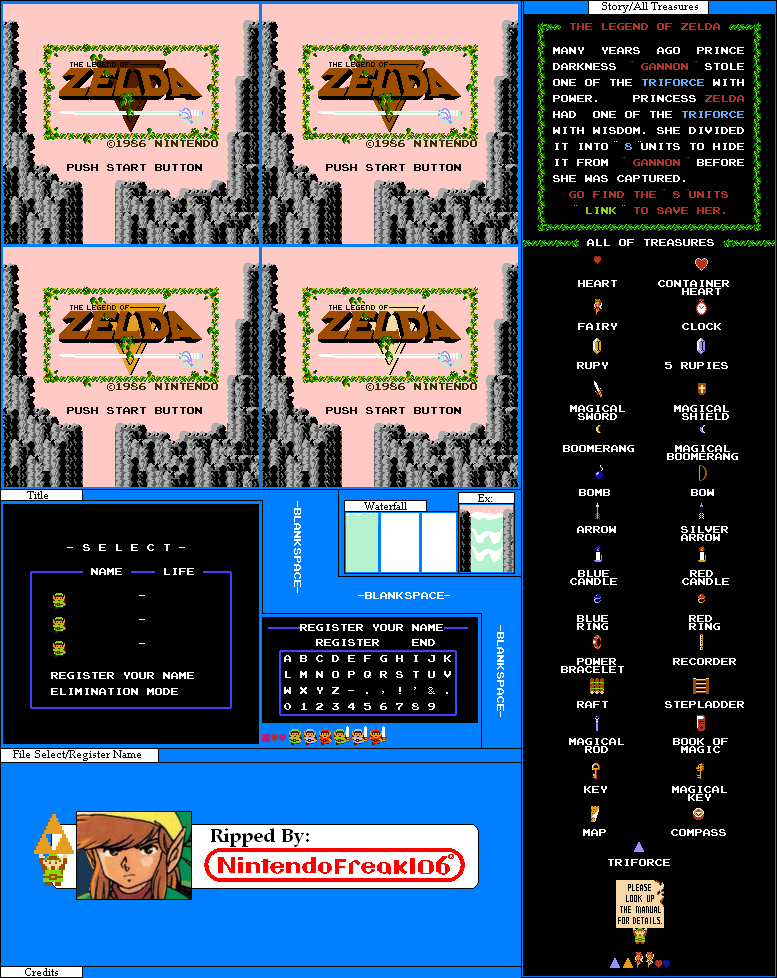 THE LEGEND OF
ZELDA
©1986 NINTENDO
PUSH START BUTTON
THE LEGEND OF
ZELDA
©1986 NINTENDO
PUSH START BUTTON
THE LEGEND OF
ZELDA
©1986 NINTENDO
PUSH START BUTTON
THE LEGEND OF
ZELDA
©1986 NINTENDO
PUSH START BUTTON
Title
-BLANKSPACE-
Waterfall
Ex:
-BLANKSPACE-
-BLANKSPACE-
- S E L E C T -
NAME LIFE
-
-
-
REGISTER YOUR NAME
ELIMINATION MODE
REGISTER YOUR NAME
REGISTER END
A B C D E F G H I J K
L M N O P Q R S T U V
W X Y Z - . , ! ' & .
0 1 2 3 4 5 6 7 8 9
File Select/Register Name
Ripped By:
NintendoFreak106°
Credits
Story/All Treasures
THE LEGEND OF ZELDA
MANY YEARS AGO PRINCE
DARKNESS "GANNON" STOLE
ONE OF THE TRIFORCE WITH
POWER. PRINCESS ZELDA
HAD ONE OF THE TRIFORCE
WITH WISDOM. SHE DIVIDED
IT INTO "8"UNITS TO HIDE
IT FROM "GANNON" BEFORE
SHE WAS CAPTURED.
GO FIND THE "8"UNITS
"LINK" TO SAVE HER.
ALL OF TREASURES
HEART
CONTAINER
HEART
FAIRY
CLOCK
RUPY
5 RUPIES
MAGICAL
SWORD
MAGICAL
SHIELD
BOOMERANG
MAGICAL
BOOMERANG
BOMB
BOW
ARROW
SILVER
ARROW
BLUE
CANDLE
RED
CANDLE
BLUE
RING
RED
RING
POWER
BRACELET
RECORDER
RAFT
STEPLADDER
MAGICAL
ROD
BOOK OF
MAGIC
KEY
MAGICAL
KEY
MAP
COMPASS
TRIFORCE
PLEASE
LOOK UP
THE MANUAL
FOR DETAILS.